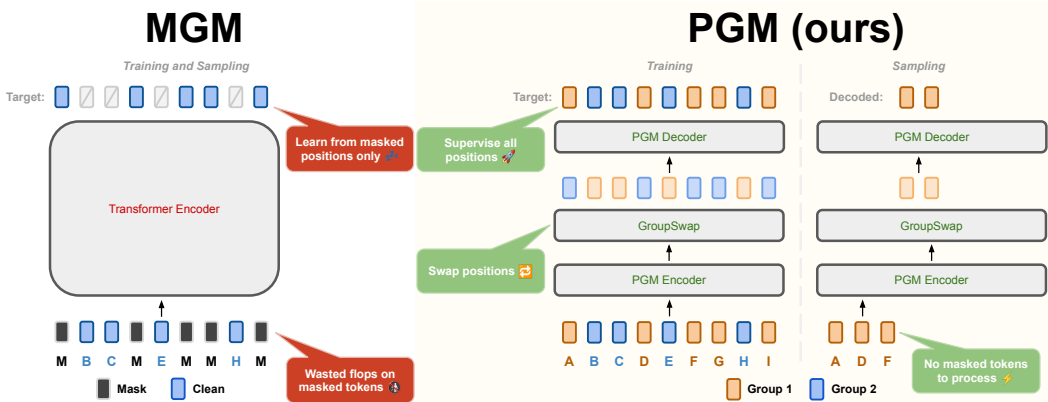 MGM
Training and Sampling
Target:
Learn from masked
positions only 💤
Transformer Encoder
M B C M E M M H M
Wasted flops on
masked tokens
Mask
Clean
PGM (ours)
Training
Target:
Supervise all
positions 🚀
PGM Decoder
GroupSwap
Swap positions 🔁
PGM Encoder
A B C D E F G H I
Sampling
Decoded:
PGM Decoder
GroupSwap
PGM Encoder
A D F
No masked tokens
to process ⚡
Group 1
Group 2